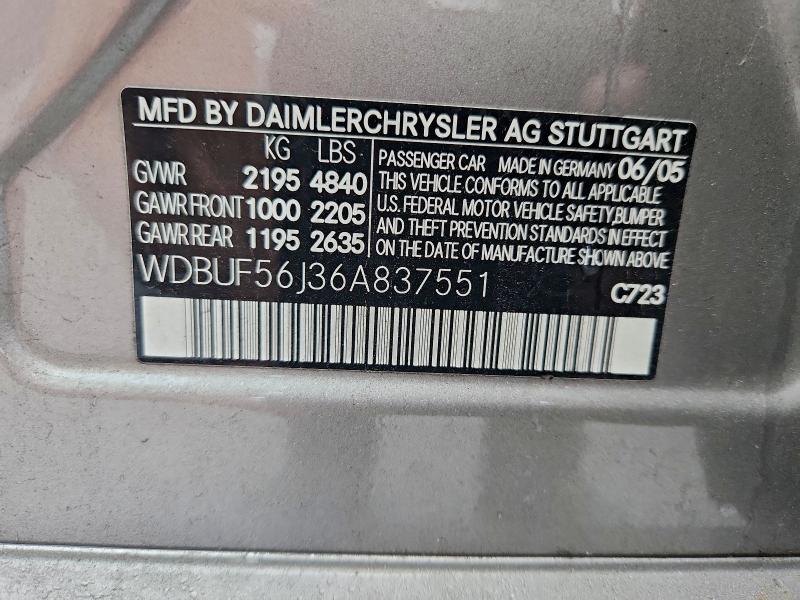 MFD BY DAIMLERCHRYSLER AG STUTTGART
KG LBS
GVWR 2195 4840
GAWR FRONT 1000 2205
GAWR REAR 1195 2635
PASSENGER CAR MADE IN GERMANY 06/05
THIS VEHICLE CONFORMS TO ALL APPLICABLE
U.S. FEDERAL MOTOR VEHICLE SAFETY, BUMPER
AND THEFT PREVENTION STANDARDS IN EFFECT
ON THE DATE OF MANUFACTURE SHOWN ABOVE
WDBUF56J36A837551
C723